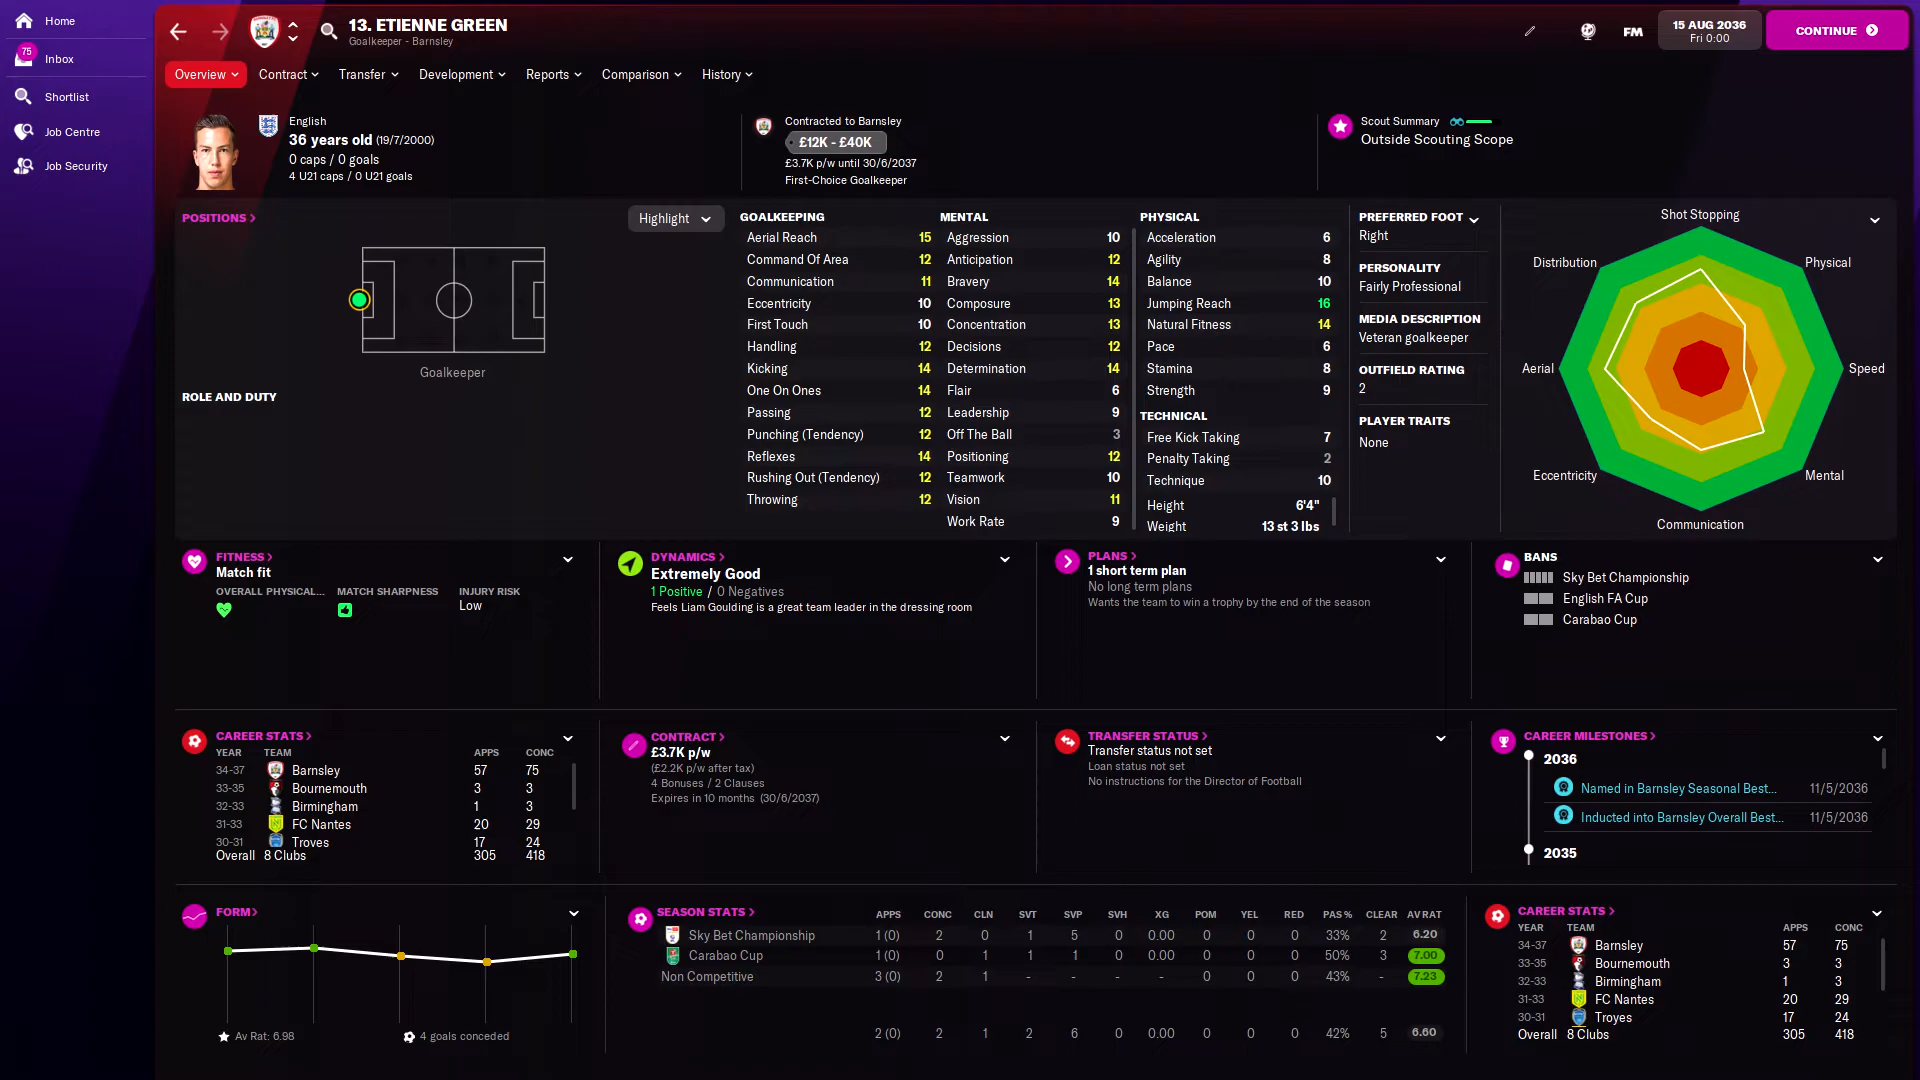 Home
75
Inbox
Shortlist
Job Centre
Job Security
13. ETIENNE GREEN
Goalkeeper - Barnsley
FM
15 AUG 2036
Fri 0:00
CONTINUE
Overview Contract Transfer Development Reports Comparison History
English
36 years old (19/7/2000)
0 caps / 0 goals
4 U21 caps / 0 U21 goals
Contracted to Barnsley
£12K - £40K
£3.7K p/w until 30/6/2037
First-Choice Goalkeeper
Scout Summary
Outside Scouting Scope
POSITIONS
Highlight
Goalkeeper
ROLE AND DUTY
GOALKEEPING
Aerial Reach 15
Command Of Area 12
Communication 11
Eccentricity 10
First Touch 10
Handling 12
Kicking 14
One On Ones 14
Passing 12
Punching (Tendency) 12
Reflexes 14
Rushing Out (Tendency) 12
Throwing 12
MENTAL
Aggression 10
Anticipation 12
Bravery 14
Composure 13
Concentration 13
Decisions 12
Determination 14
Flair 6
Leadership 9
Off The Ball 3
Positioning 12
Teamwork 10
Vision 11
Work Rate 9
PHYSICAL
Acceleration 6
Agility 8
Balance 10
Jumping Reach 16
Natural Fitness 14
Pace 6
Stamina 8
Strength 9
TECHNICAL
Free Kick Taking 7
Penalty Taking 2
Technique 10
Height 6'4"
Weight 13 st 3 lbs
PREFERRED FOOT
Right
PERSONALITY
Fairly Professional
MEDIA DESCRIPTION
Veteran goalkeeper
OUTFIELD RATING
2
PLAYER TRAITS
None
Shot Stopping
Distribution
Physical
Aerial
Speed
Eccentricity
Mental
Communication
FITNESS
Match fit
OVERALL PHYSICAL... MATCH SHARPNESS INJURY RISK
Low
DYNAMICS
Extremely Good
1 Positive / 0 Negatives
Feels Liam Goulding is a great team leader in the dressing room
PLANS
1 short term plan
No long term plans
Wants the team to win a trophy by the end of the season
BANS
Sky Bet Championship
English FA Cup
Carabao Cup
CAREER STATS
YEAR TEAM APPS CONC
34-37 Barnsley 57 75
33-35 Bournemouth 3 3
32-33 Birmingham 1 3
31-33 FC Nantes 20 29
30-31 Troyes 17 24
Overall 8 Clubs 305 418
CONTRACT
£3.7K p/w
(£2.2K p/w after tax)
4 Bonuses / 2 Clauses
Expires in 10 months (30/6/2037)
TRANSFER STATUS
Transfer status not set
Loan status not set
No instructions for the Director of Football
CAREER MILESTONES
2036
Named in Barnsley Seasonal Best... 11/5/2036
Inducted into Barnsley Overall Best... 11/5/2036
2035
FORM
Av Rat: 6.98
4 goals conceded
SEASON STATS APPS CONC CLN SVT SVP SVH XG POM YEL RED PAS % CLEAR AV RAT
Sky Bet Championship 1 (0) 2 0 1 5 0 0.00 0 0 0 33% 2 6.20
Carabao Cup 1 (0) 0 1 1 1 0 0.00 0 0 0 50% 3 7.00
Non Competitive 3 (0) 2 1 - - - - 0 0 0 43% - 7.23
2 (0) 2 1 2 6 0 0.00 0 0 0 42% 5 6.60
CAREER STATS
YEAR TEAM APPS CONC
34-37 Barnsley 57 75
33-35 Bournemouth 3 3
32-33 Birmingham 1 3
31-33 FC Nantes 20 29
30-31 Troyes 17 24
Overall 8 Clubs 305 418